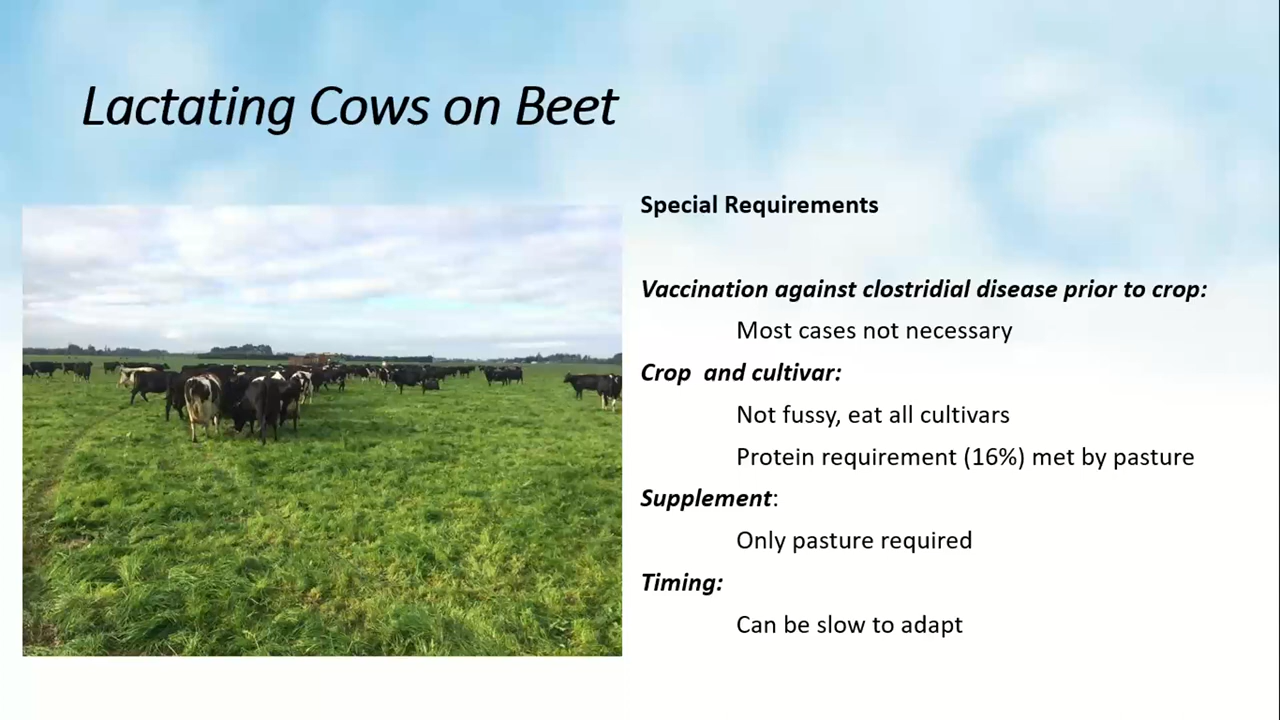 Lactating Cows on Beet
Special Requirements
Vaccination against clostridial disease prior to crop:
Most cases not necessary
Crop and cultivar:
Not fussy, eat all cultivars
Protein requirement (16%) met by pasture
Supplement:
Only pasture required
Timing:
Can be slow to adapt